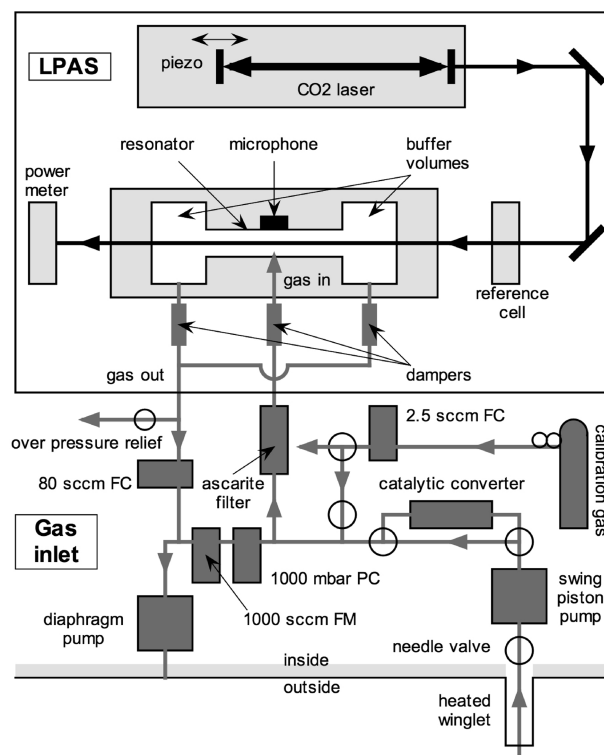 LPAS
piezo
CO2 laser
resonator
microphone
buffer
volumes
power
meter
gas in
reference
cell
gas out
dampers
over pressure relief
2.5 sccm FC
calibration gas
80 sccm FC
ascarite
filter
catalytic converter
Gas
inlet
1000 mbar PC
1000 sccm FM
swing
piston
pump
diaphragm
pump
needle valve
inside
outside
heated
winglet